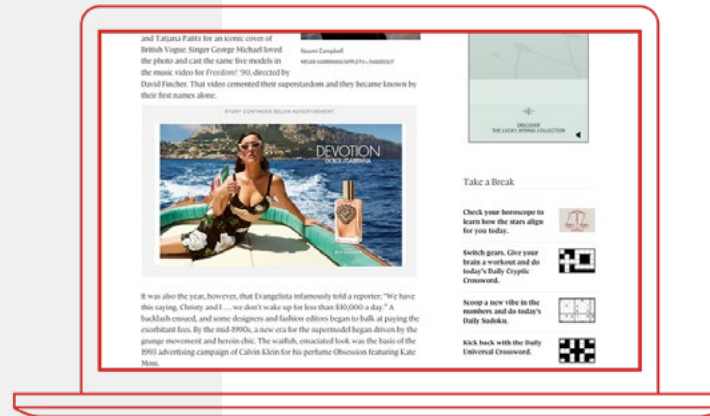 and Tatjana Patitz for an iconic cover of
British Vogue. Singer George Michael loved
the photo and cast the same five models in
the music video for Freedom! '90, directed by
David Fincher. That video cemented their superstardom and they became known by
their first names alone.
Naomi Campbell
STORY CONTINUES BELOW ADVERTISEMENT
DEVOTION
DOLCE&GABBANA
It was also the year, however, that Evangelista infamously told a reporter: "We have
this saying, Christy and I … we don't wake up for less than $10,000 a day." A
backlash ensued, and some designers and fashion editors began to balk at paying the
exorbitant fees. By the mid-1990s, a new era for the supermodel began driven by the
grunge movement and heroin chic. The waifish, emaciated look was the basis of the
1993 advertising campaign of Calvin Klein for his perfume Obsession featuring Kate
Moss.
DISCOVER
THE LUCKY SPRING COLLECTION
Take a Break
Check your horoscope to
learn how the stars align
for you today.
Switch gears. Give your
brain a workout and do
today's Daily Cryptic
Crossword.
Scoop a new vibe in the
numbers and do today's
Daily Sudoku.
Kick back with the Daily
Universal Crossword.